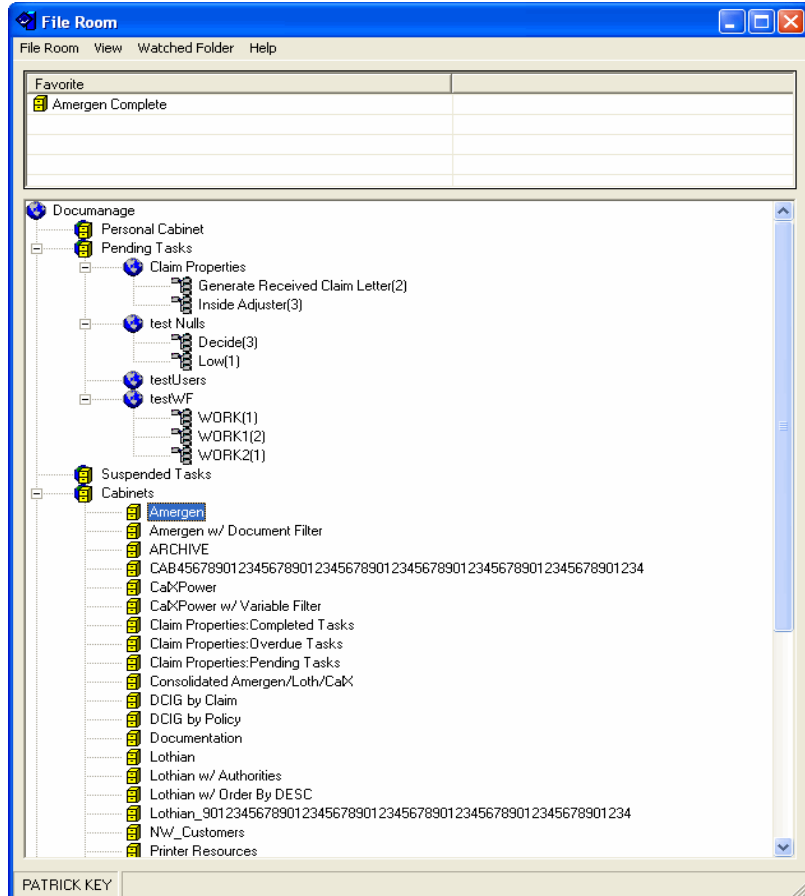 File Room
File Room View Watched Folder Help
Favorite
Amergen Complete
Documanage
Personal Cabinet
Pending Tasks
Claim Properties
Generate Received Claim Letter(2)
Inside Adjuster(3)
test Nulls
Decide(3)
Low(1)
testUsers
testWF
WORK(1)
WORK1(2)
WORK2(1)
Suspended Tasks
Cabinets
Amergen
Amergen w/ Document Filter
ARCHIVE
CAB4567890123456789012345678901234567890123456789012345678901234
CalXPower
CalXPower w/ Variable Filter
Claim Properties:Completed Tasks
Claim Properties:Overdue Tasks
Claim Properties:Pending Tasks
Consolidated Amergen/Loth/CalX
DCIG by Claim
DCIG by Policy
Documentation
Lothian
Lothian w/ Authorities
Lothian w/ Order By DESC
Lothian_90123456789012345678901234567890123456789012345678901234
NW_Customers
Printer Resources
PATRICK KEY